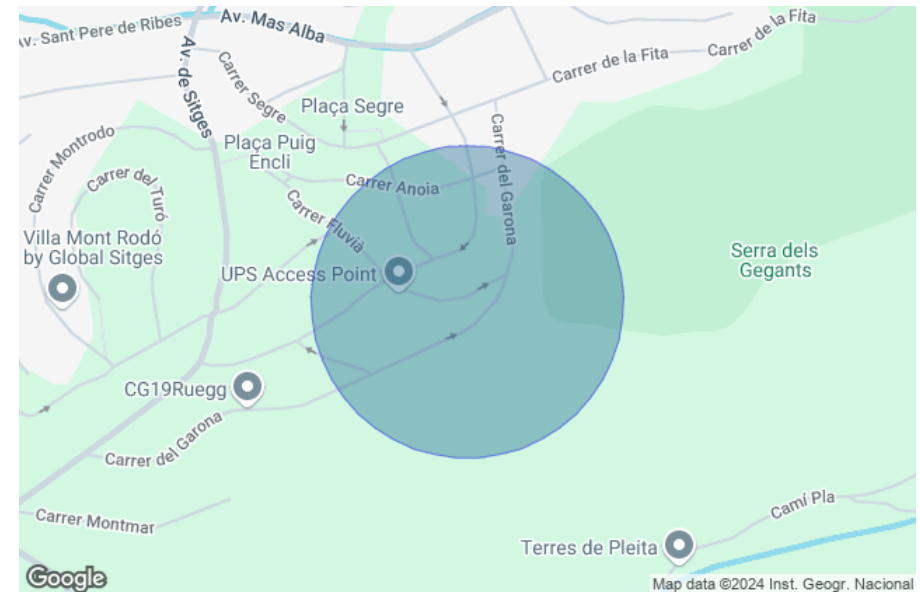 Av. Sant Pere de Ribes
Av. Mas Alba
Carrer de la Fita
Carrer de la Fita
Av. de Sitges
Carrer Segre
Plaça Segre
Plaça Puig
Encli
Carrer Montrodo
Carrer del Turó
Carrer Anoia
Carrer del Garona
Carrer Fluvià
Villa Mont Rodó
by Global Sitges
UPS Access Point
Serra dels
Gegants
CG19Ruegg
Carrer del Garona
Carrer Montmar
Camí Pla
Terres de Pleita
Google
Map data ©2024 Inst. Geogr. Nacional